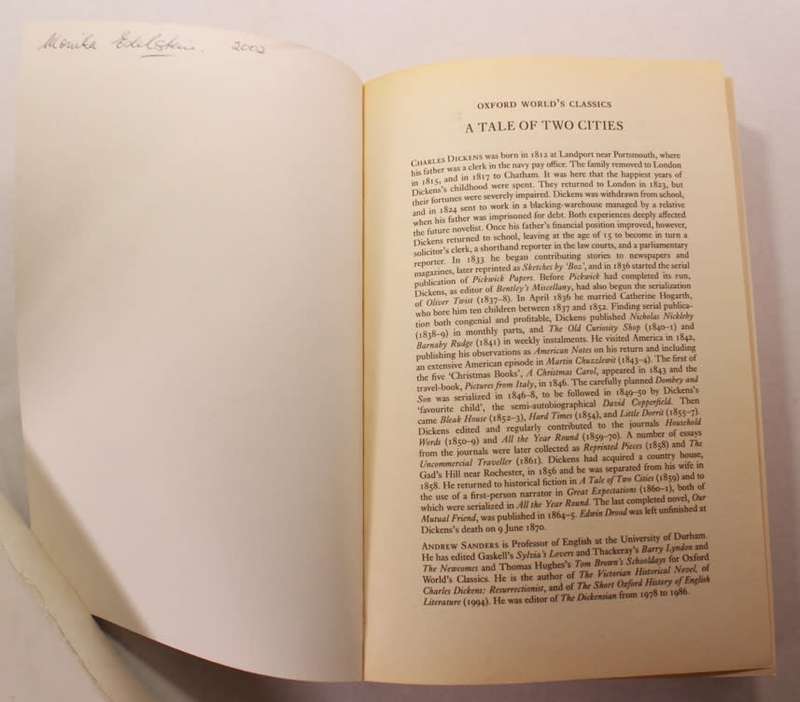 Monika Edelstein. 2002
OXFORD WORLD'S CLASSICS
A TALE OF TWO CITIES
CHARLES DICKENS was born in 1812 at Landport near Portsmouth, where
his father was a clerk in the navy pay office. The family removed to London
in 1815, and in 1817 to Chatham. It was here that the happiest years of
Dickens's childhood were spent. They returned to London in 1823, but
their fortunes were severely impaired. Dickens was withdrawn from school,
and in 1824 sent to work in a blacking-warehouse managed by a relative
when his father was imprisoned for debt. Both experiences deeply affected
the future novelist. Once his father's financial position improved, however,
Dickens returned to school, leaving at the age of 15 to become in turn a
solicitor's clerk, a shorthand reporter in the law courts, and a parliamentary
reporter. In 1833 he began contributing stories to newspapers and
magazines, later reprinted as Sketches by 'Boz', and in 1836 started the serial
publication of Pickwick Papers. Before Pickwick had completed its run,
Dickens, as editor of Bentley's Miscellany, had also begun the serialization
of Oliver Twist (1837–8). In April 1836 he married Catherine Hogarth,
who bore him ten children between 1837 and 1852. Finding serial publica-
tion both congenial and profitable, Dickens published Nicholas Nickleby
(1838–9) in monthly parts, and The Old Curiosity Shop (1840–1) and
Barnaby Rudge (1841) in weekly instalments. He visited America in 1842,
publishing his observations as American Notes on his return and including
an extensive American episode in Martin Chuzzlewit (1843–4). The first of
the five 'Christmas Books', A Christmas Carol, appeared in 1843 and the
travel-book, Pictures from Italy, in 1846. The carefully planned Dombey and
Son was serialized in 1846–8, to be followed in 1849–50 by Dickens's
'favourite child', the semi-autobiographical David Copperfield. Then
came Bleak House (1852–3), Hard Times (1854), and Little Dorrit (1855–7).
Dickens edited and regularly contributed to the journals Household
Words (1850–9) and All the Year Round (1859–70). A number of essays
from the journals were later collected as Reprinted Pieces (1858) and The
Uncommercial Traveller (1861). Dickens had acquired a country house,
Gad's Hill near Rochester, in 1856 and he was separated from his wife in
1858. He returned to historical fiction in A Tale of Two Cities (1859) and to
the use of a first-person narrator in Great Expectations (1860–1), both of
which were serialized in All the Year Round. The last completed novel, Our
Mutual Friend, was published in 1864–5. Edwin Drood was left unfinished at
Dickens's death on 9 June 1870.
ANDREW SANDERS is Professor of English at the University of Durham.
He has edited Gaskell's Sylvia's Lovers and Thackeray's Barry Lyndon and
The Newcomes and Thomas Hughes's Tom Brown's Schooldays for Oxford
World's Classics. He is the author of The Victorian Historical Novel, of
Charles Dickens: Resurrectionist, and of The Short Oxford History of English
Literature (1994). He was editor of The Dickensian from 1978 to 1986.